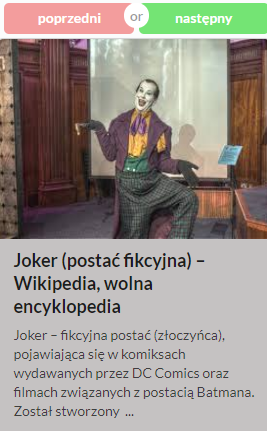 poprzedni or następny
Joker (postać fikcyjna) –
Wikipedia, wolna
encyklopedia
Joker – fikcyjna postać (złoczyńca),
pojawiająca się w komiksach
wydawanych przez DC Comics oraz
filmach związanych z postacią Batmana.
Został stworzony ...